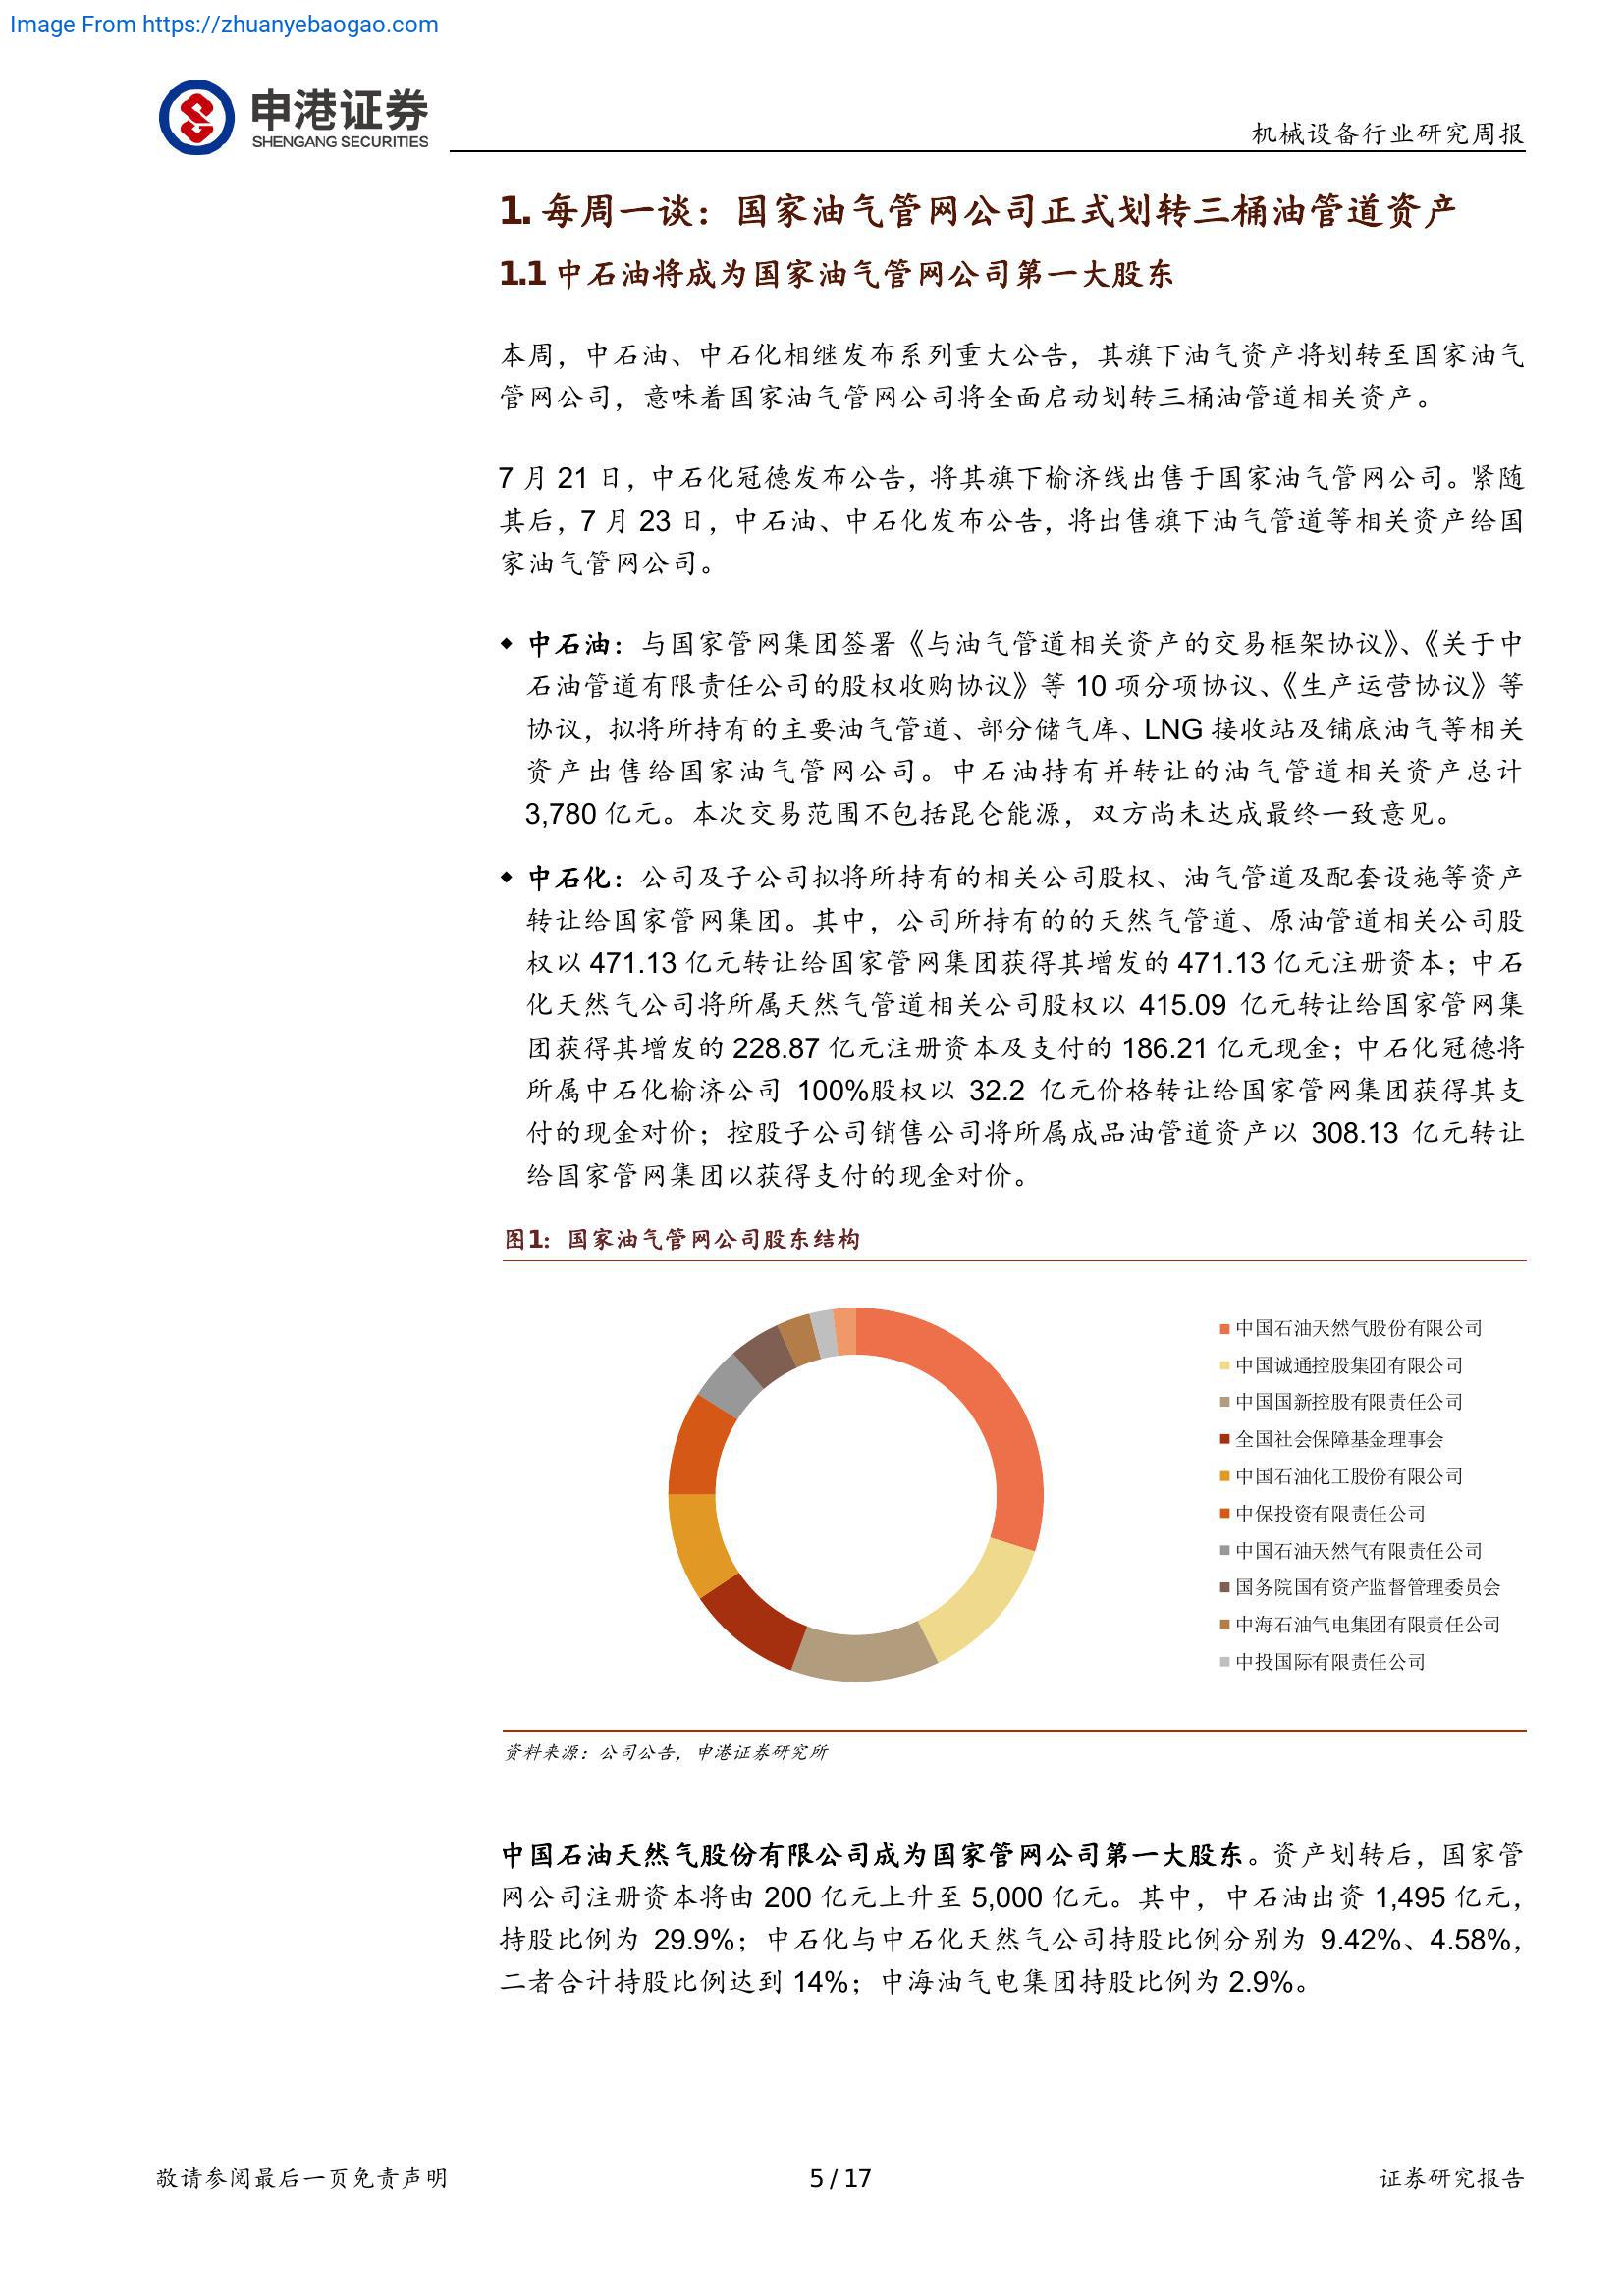 Image From https://zhuanyebaogao.com
申港证券
SHENGANG SECURITIES
机械设备行业研究周报
1. 每周一谈：国家油气管网公司正式划转三桶油管道资产
1.1 中石油将成为国家油气管网公司第一大股东
本周，中石油、中石化相继发布系列重大公告，其旗下油气资产将划转至国家油气
管网公司，意味着国家油气管网公司将全面启动划转三桶油管道相关资产。
7 月 21 日，中石化冠德发布公告，将其旗下榆济线出售于国家油气管网公司。紧随
其后，7 月 23 日，中石油、中石化发布公告，将出售旗下油气管道等相关资产给国
家油气管网公司。
◆ 中石油：与国家管网集团签署《与油气管道相关资产的交易框架协议》、《关于中
石油管道有限责任公司的股权收购协议》等 10 项分项协议、《生产运营协议》等
协议，拟将所持有的主要油气管道、部分储气库、LNG 接收站及铺底油气等相关
资产出售给国家油气管网公司。中石油持有并转让的油气管道相关资产总计
3,780 亿元。本次交易范围不包括昆仑能源，双方尚未达成最终一致意见。
◆ 中石化：公司及子公司拟将所持有的相关公司股权、油气管道及配套设施等资产
转让给国家管网集团。其中，公司所持有的的天然气管道、原油管道相关公司股
权以 471.13 亿元转让给国家管网集团获得其增发的 471.13 亿元注册资本；中石
化天然气公司将所属天然气管道相关公司股权以 415.09 亿元转让给国家管网集
团获得其增发的 228.87 亿元注册资本及支付的 186.21 亿元现金；中石化冠德将
所属中石化榆济公司 100%股权以 32.2 亿元价格转让给国家管网集团获得其支
付的现金对价；控股子公司销售公司将所属成品油管道资产以 308.13 亿元转让
给国家管网集团以获得支付的现金对价。
图1：国家油气管网公司股东结构
中国石油天然气股份有限公司
中国诚通控股集团有限公司
中国国新控股有限责任公司
全国社会保障基金理事会
中国石油化工股份有限公司
中保投资有限责任公司
中国石油天然气有限责任公司
国务院国有资产监督管理委员会
中海石油气电集团有限责任公司
中投国际有限责任公司
资料来源：公司公告，申港证券研究所
中国石油天然气股份有限公司成为国家管网公司第一大股东。资产划转后，国家管
网公司注册资本将由 200 亿元上升至 5,000 亿元。其中，中石油出资 1,495 亿元，
持股比例为 29.9%；中石化与中石化天然气公司持股比例分别为 9.42%、4.58%，
二者合计持股比例达到 14%；中海油气电集团持股比例为 2.9%。
敬请参阅最后一页免责声明
5 / 17
证券研究报告